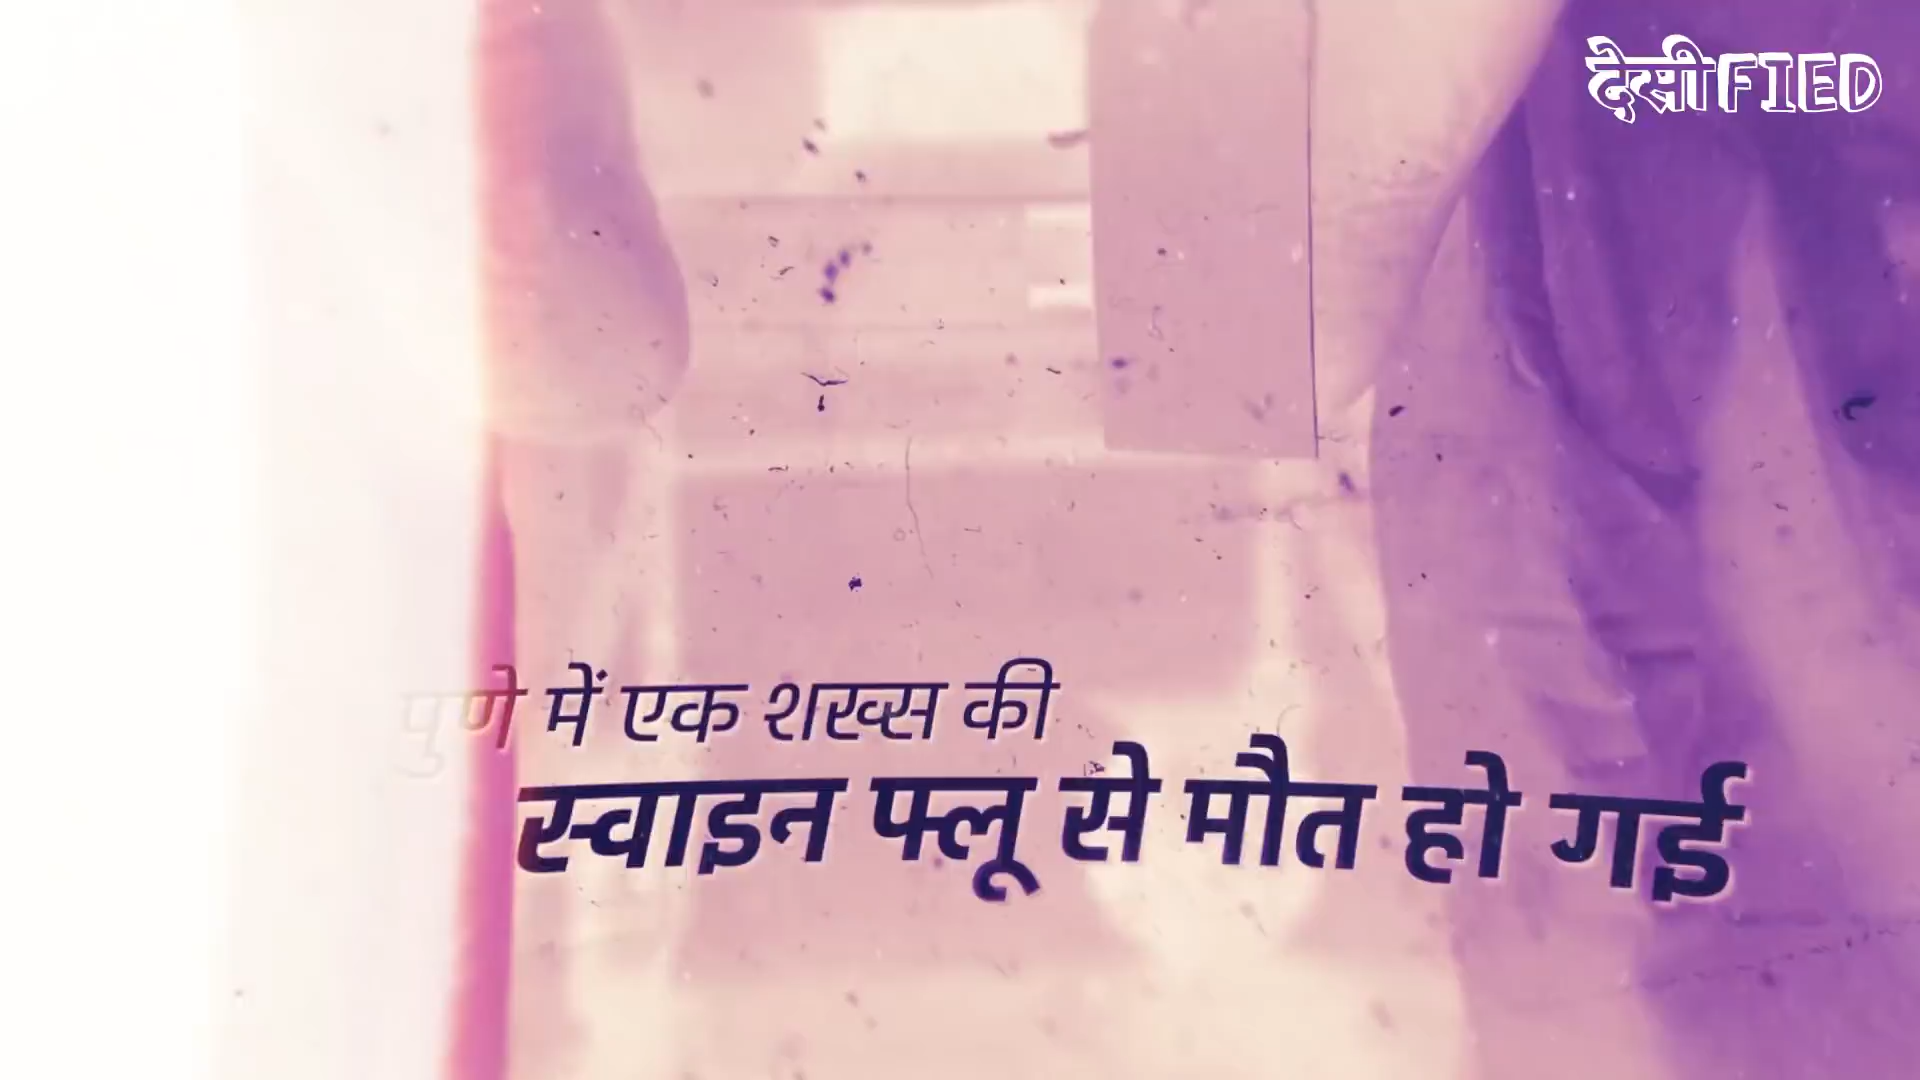 देसीFIED
पुणे में एक शख्स की
स्वाइन फ्लू से मौत हो गई